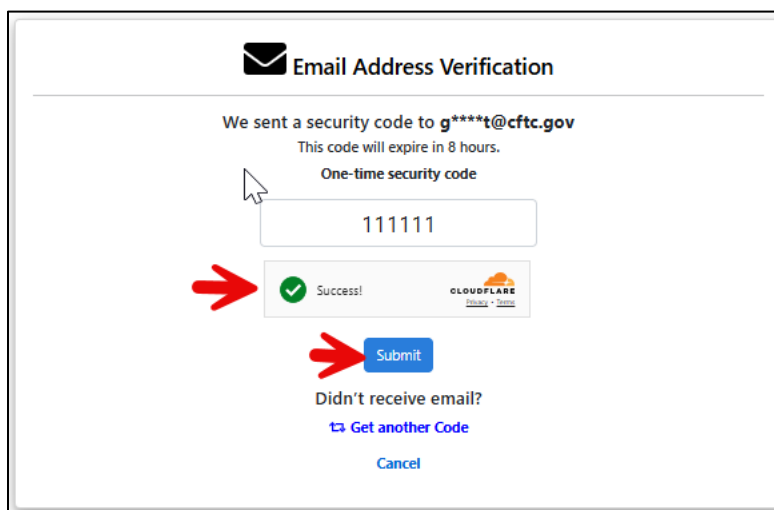 Email Address Verification
We sent a security code to g****t@cftc.gov
This code will expire in 8 hours.
One-time security code
111111
Success!
CLOUDFLARE
Privacy • Terms
Submit
Didn't receive email?
Get another Code
Cancel